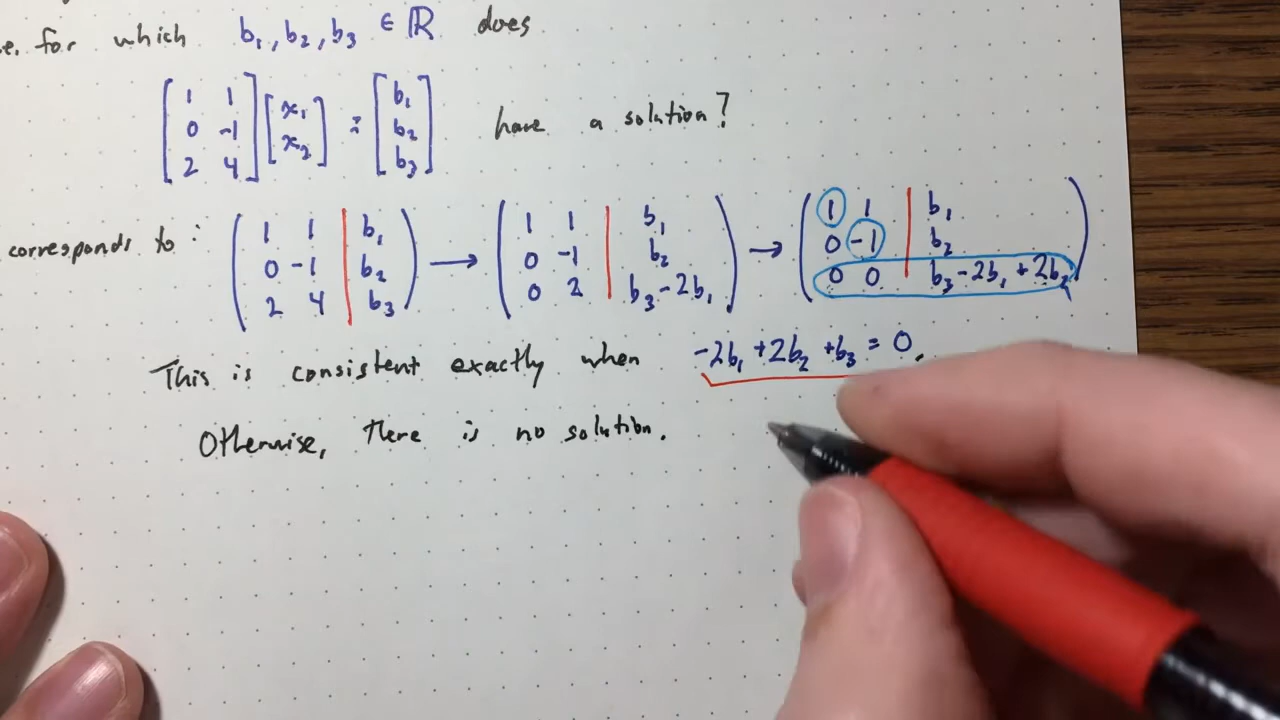 for which b₁, b₂, b₃ ∈ ℝ does
[1 1; 0 -1; 2 4] [x₁; x₂] = [b₁; b₂; b₃] have a solution?
corresponds to: (1 1 | b₁; 0 -1 | b₂; 2 4 | b₃) → (1 1 | b₁; 0 -1 | b₂; 0 2 | b₃-2b₁) → (1 1 | b₁; 0 -1 | b₂; 0 0 | b₃-2b₁+2b₂)
This is consistent exactly when -2b₁+2b₂+b₃ = 0.
Otherwise, there is no solution.